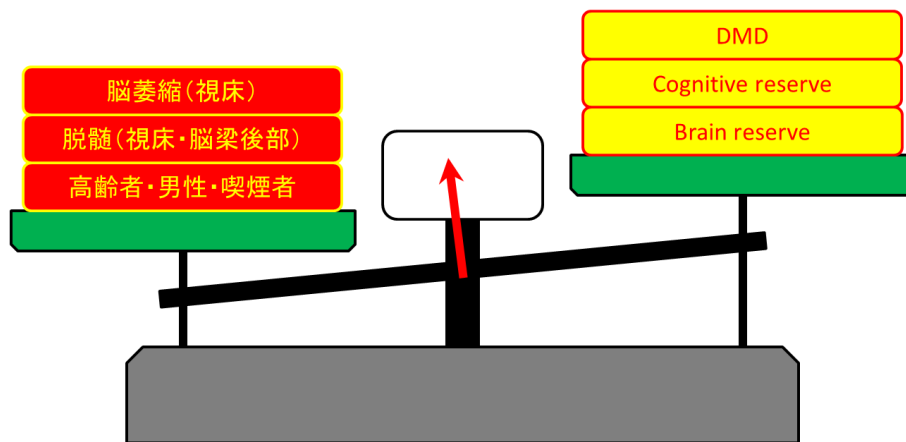 脳萎縮（視床）
脱髄（視床・脳梁後部）
高齢者・男性・喫煙者
DMD
Cognitive reserve
Brain reserve